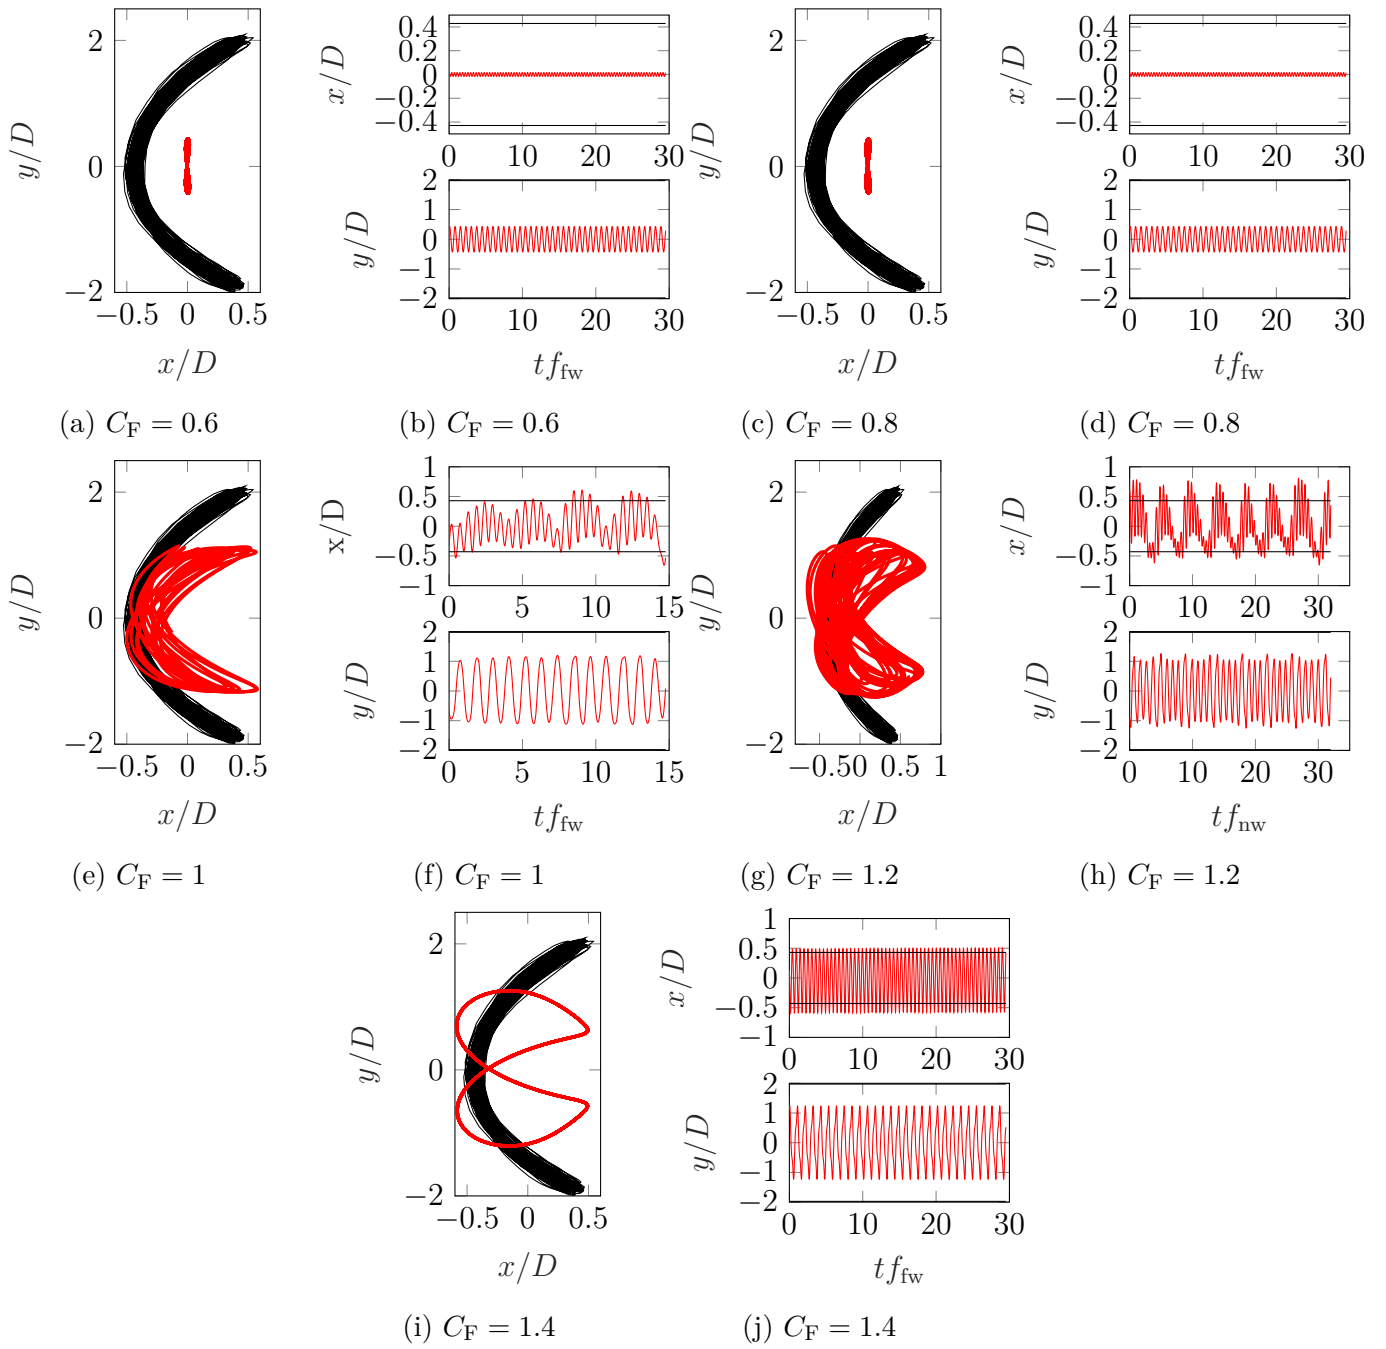 2
0
−2
y/D
−0.5 0 0.5
x/D
(a) C_F = 0.6
0.4
0.2
0
−0.2
−0.4
x/D
0 10 20 30
2
1
0
−1
−2
y/D
0 10 20 30
tf_fw
(b) C_F = 0.6
2
0
−2
y/D
−0.5 0 0.5
x/D
(c) C_F = 0.8
0.4
0.2
0
−0.2
−0.4
x/D
0 10 20 30
2
1
0
−1
−2
y/D
0 10 20 30
tf_fw
(d) C_F = 0.8
2
0
−2
y/D
−0.5 0 0.5
x/D
(e) C_F = 1
1
0.5
0
−0.5
−1
x/D
0 5 10 15
2
1
0
−1
−2
y/D
0 5 10 15
tf_fw
(f) C_F = 1
2
0
−2
y/D
−0.5 0 0.5 1
x/D
(g) C_F = 1.2
1
0.5
0
−0.5
−1
x/D
0 10 20 30
2
1
0
−1
−2
y/D
0 10 20 30
tf_nw
(h) C_F = 1.2
2
0
−2
y/D
−0.5 0 0.5
x/D
(i) C_F = 1.4
1
0.5
0
−0.5
−1
x/D
0 10 20 30
2
1
0
−1
−2
y/D
0 10 20 30
tf_fw
(j) C_F = 1.4